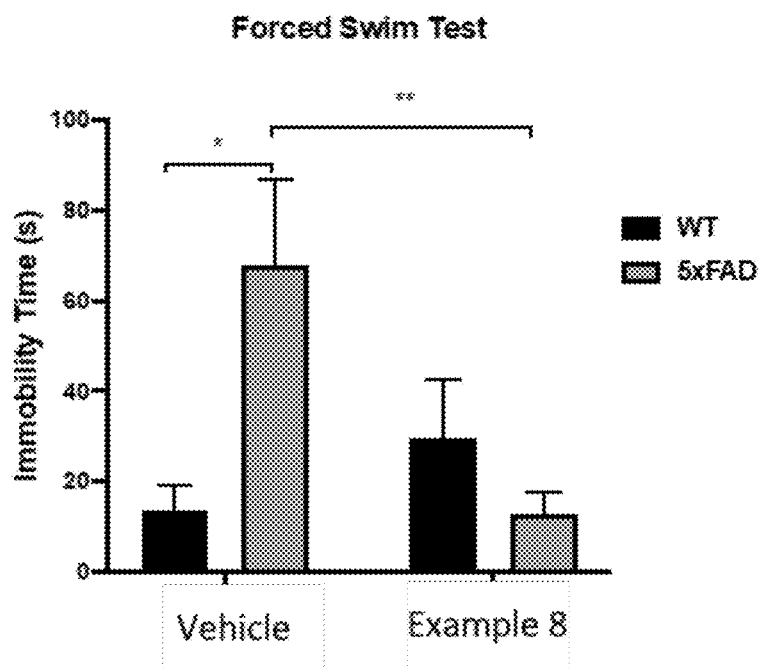 Forced Swim Test
**
*
100
80
60
40
20
0
Immobility Time (s)
WT
5xFAD
Vehicle
Example 8